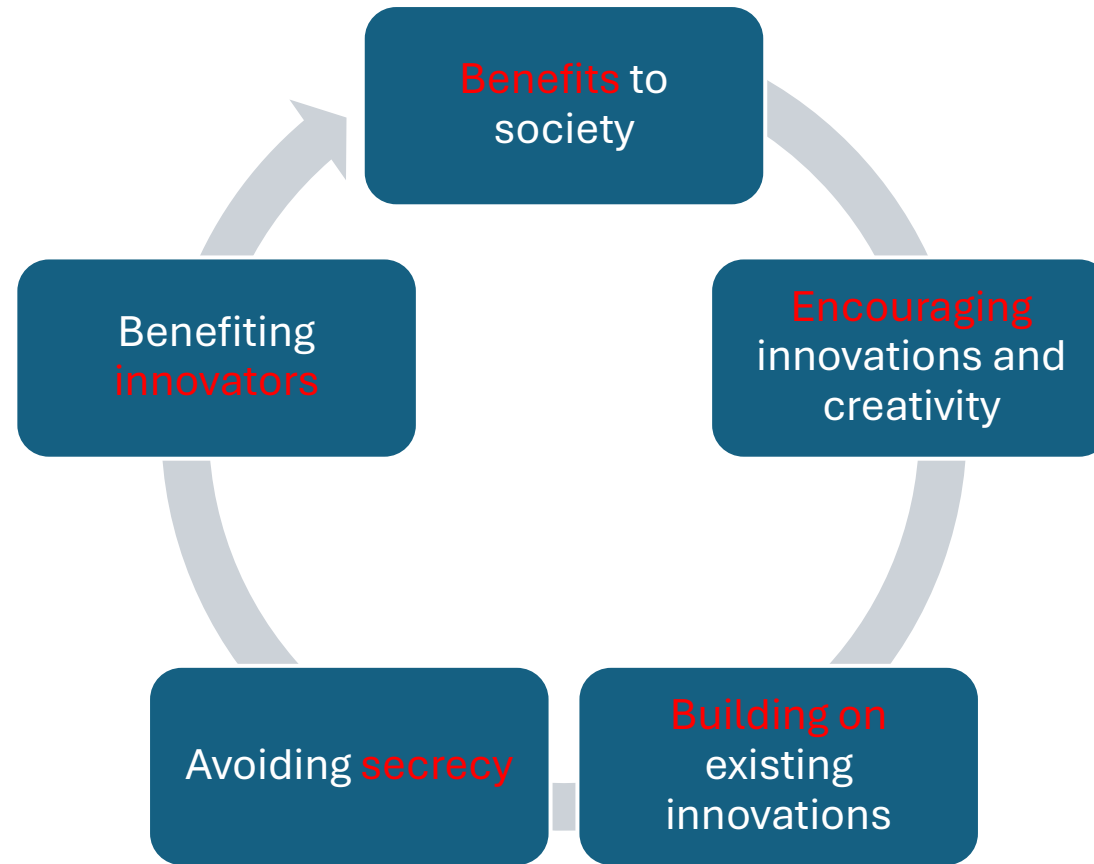 Benefits to
society
Encouraging
innovations and
creativity
Building on
existing
innovations
Avoiding secrecy
Benefiting
innovators